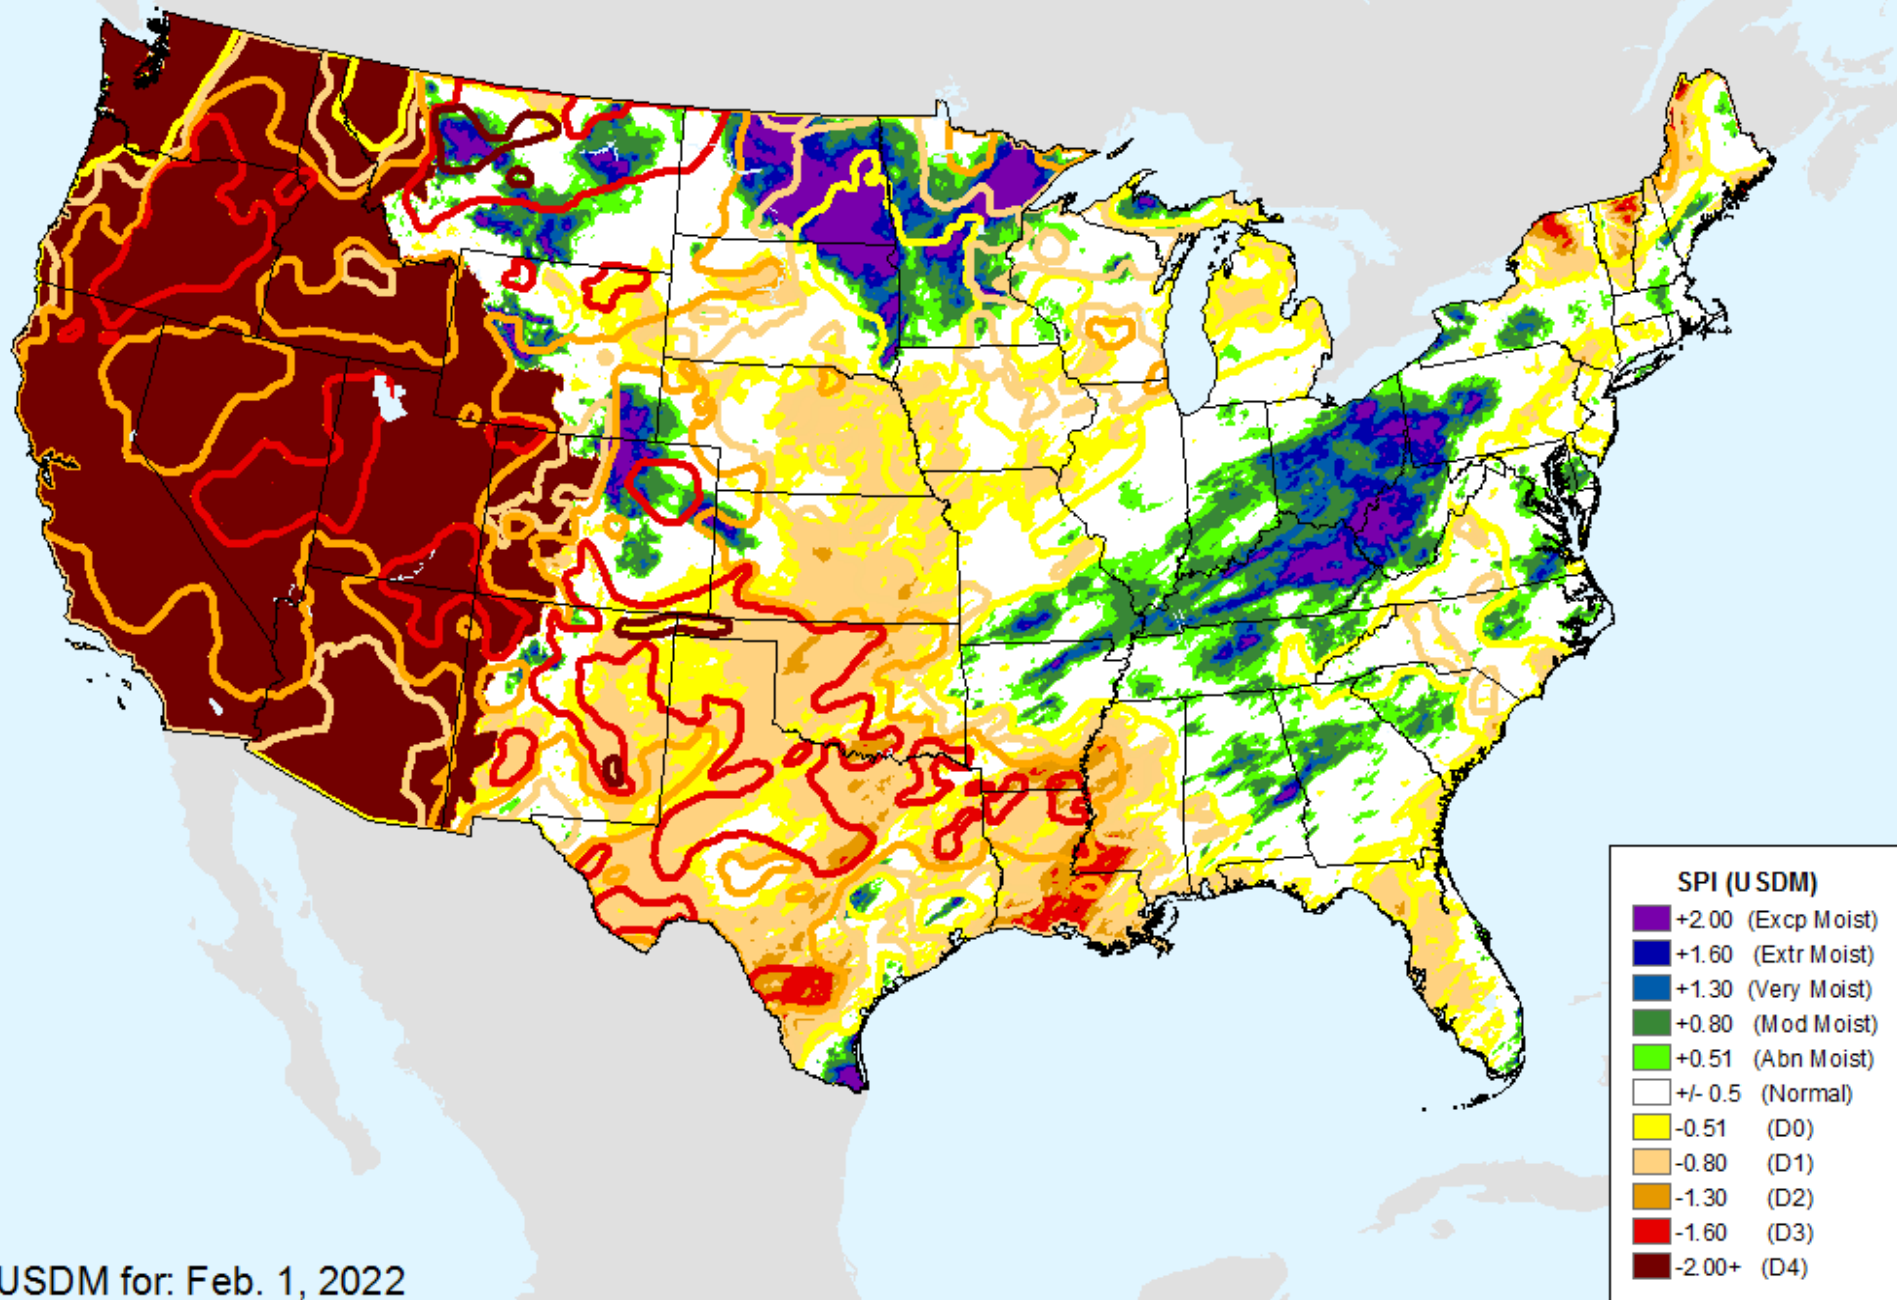 SPI (USDM)
+2.00 (Excp Moist)
+1.60 (Extr Moist)
+1.30 (Very Moist)
+0.80 (Mod Moist)
+0.51 (Abn Moist)
+/- 0.5 (Normal)
-0.51 (D0)
-0.80 (D1)
-1.30 (D2)
-1.60 (D3)
-2.00+ (D4)
USDM for: Feb. 1, 2022